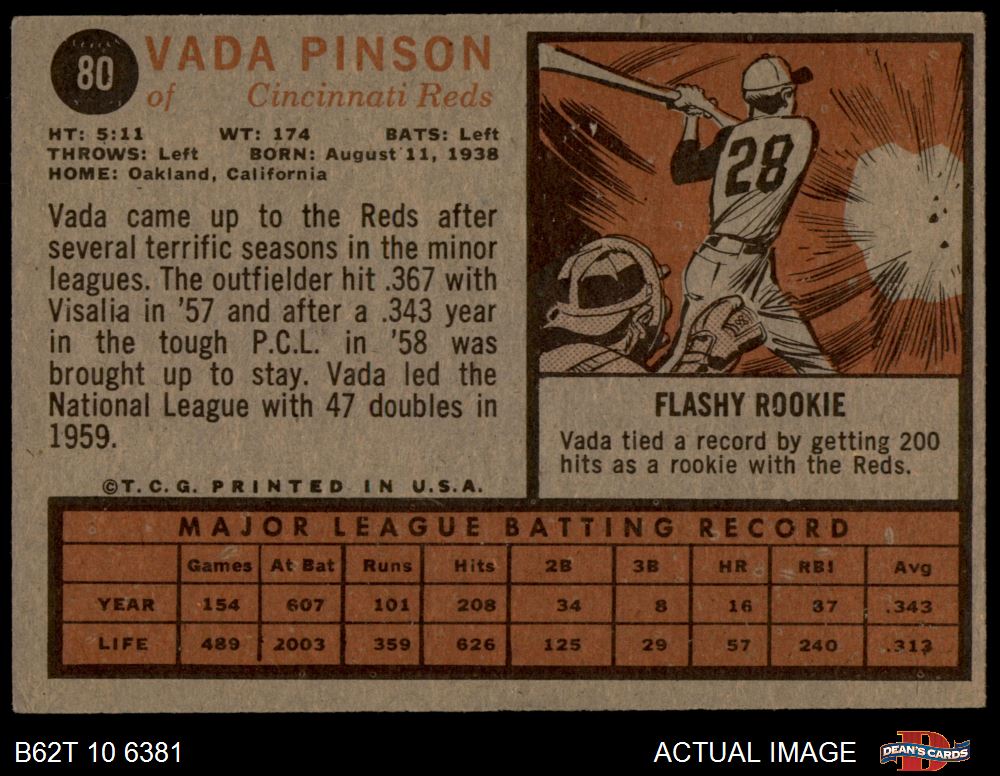 80
VADA PINSON
of Cincinnati Reds
HT: 5:11 WT: 174 BATS: Left
THROWS: Left BORN: August 11, 1938
HOME: Oakland, California
Vada came up to the Reds after
several terrific seasons in the minor
leagues. The outfielder hit .367 with
Visalia in '57 and after a .343 year
in the tough P.C.L. in '58 was
brought up to stay. Vada led the
National League with 47 doubles in
1959.
©T.C.G. PRINTED IN U.S.A.
28
FLASHY ROOKIE
Vada tied a record by getting 200
hits as a rookie with the Reds.
MAJOR LEAGUE BATTING RECORD
Games At Bat Runs Hits 2B 3B HR RBI Avg
YEAR 154 607 101 208 34 8 16 37 .343
LIFE 489 2003 359 626 125 29 57 240 .313
B62T 10 6381
ACTUAL IMAGE
D
DEAN'S CARDS